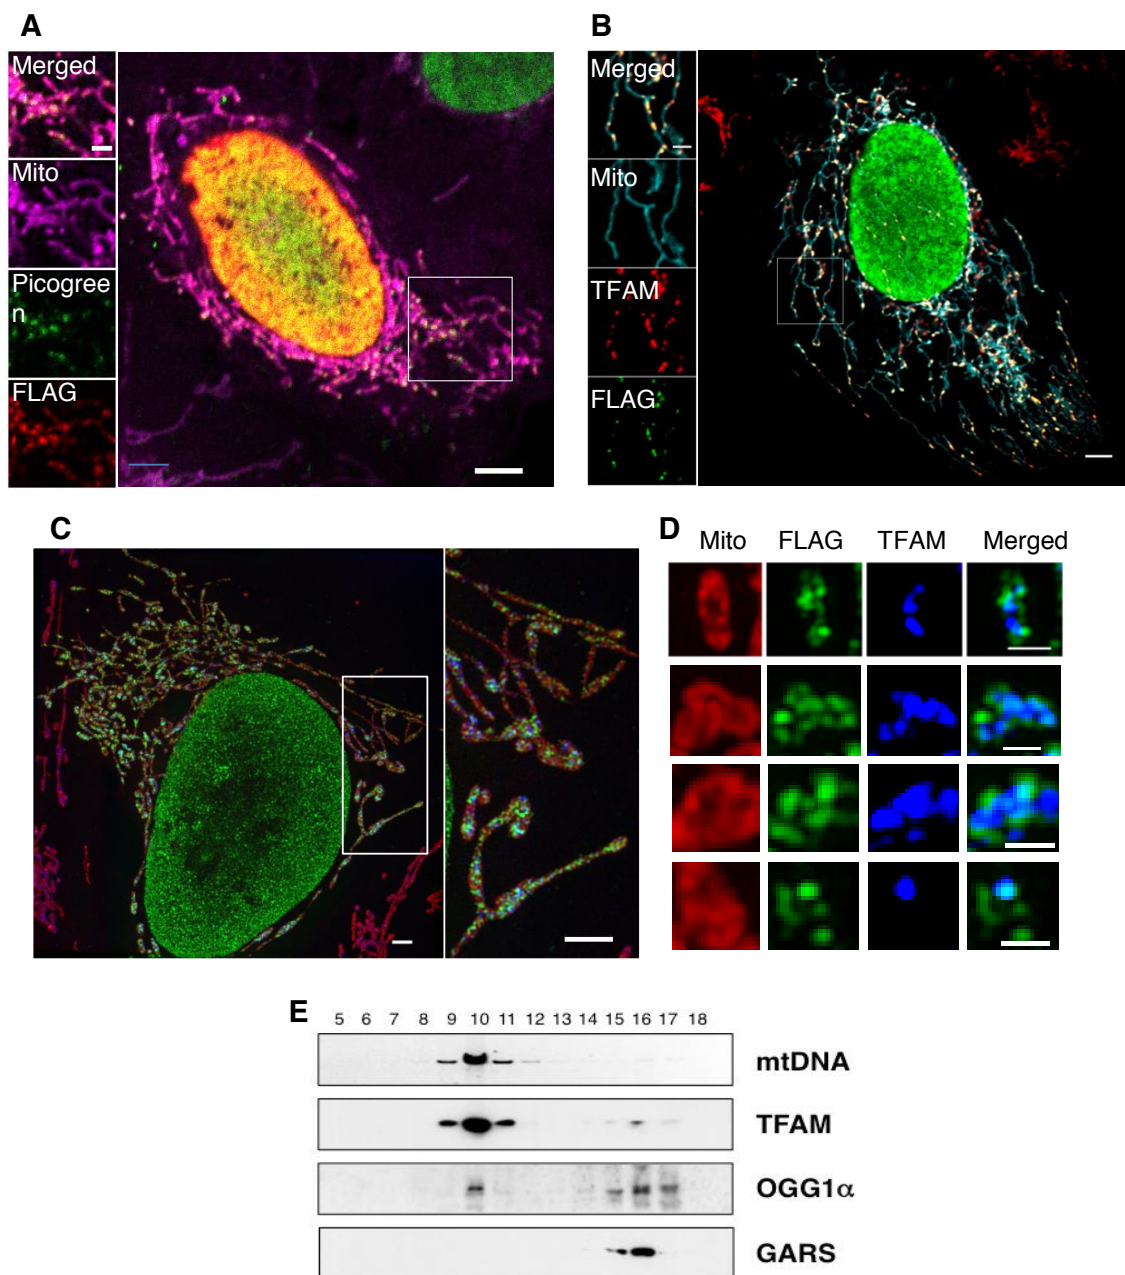 A
B
Merged
Mito
Picogree
n
FLAG
Merged
Mito
TFAM
FLAG
C
D
Mito FLAG TFAM Merged
E
5 6 7 8 9 10 11 12 13 14 15 16 17 18
mtDNA
TFAM
OGG1α
GARS